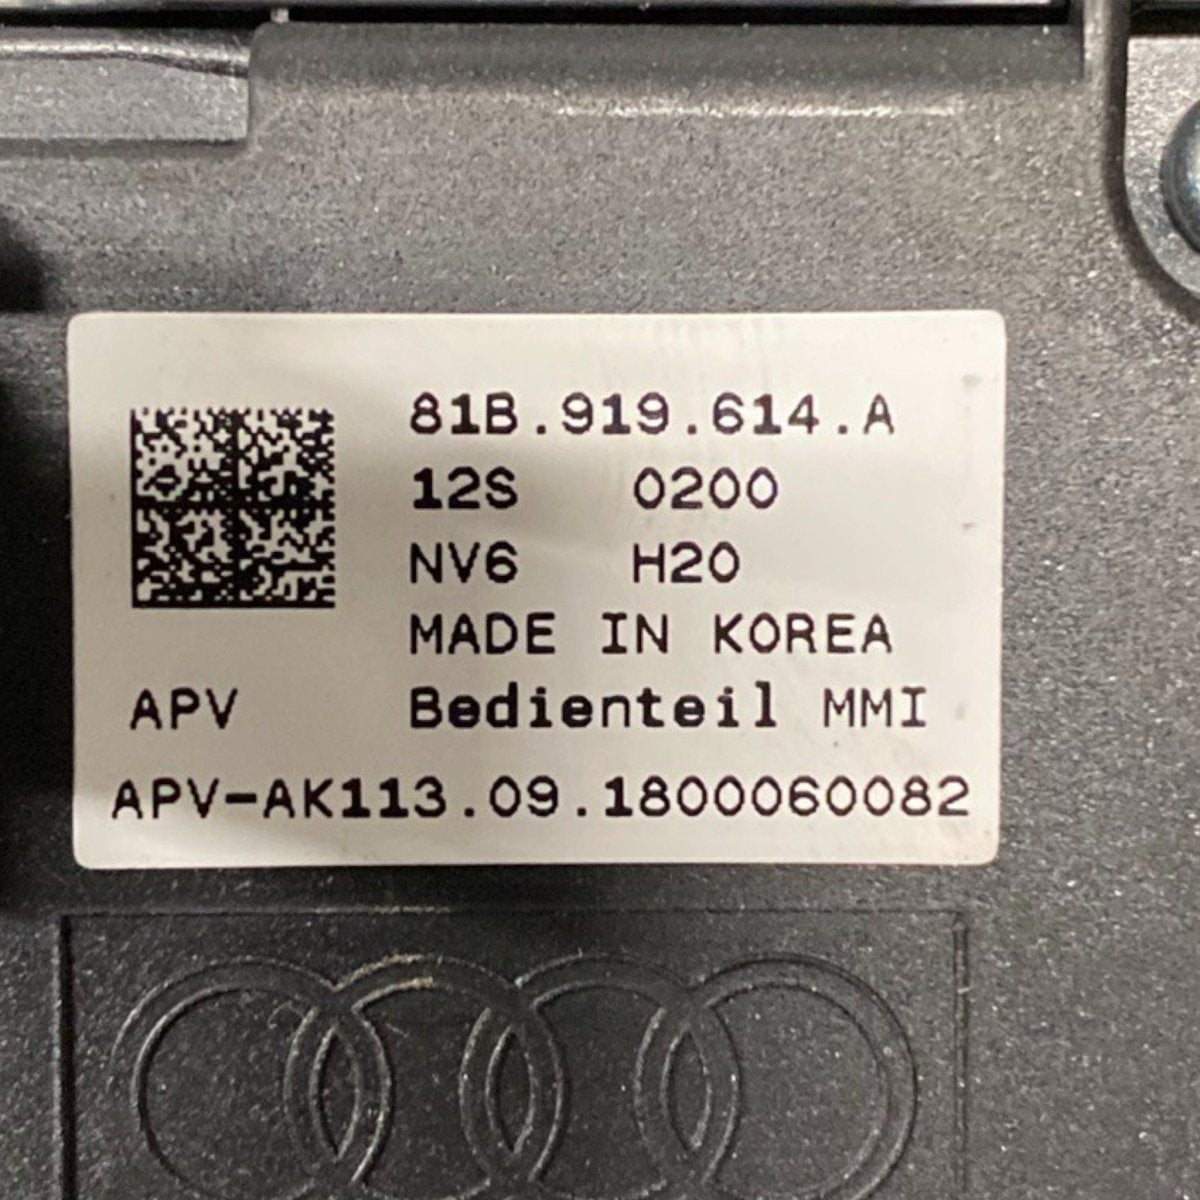 81B.919.614.A
12S 0200
NV6 H20
MADE IN KOREA
APV Bedienteil MMI
APV-AK113.09.1800060082